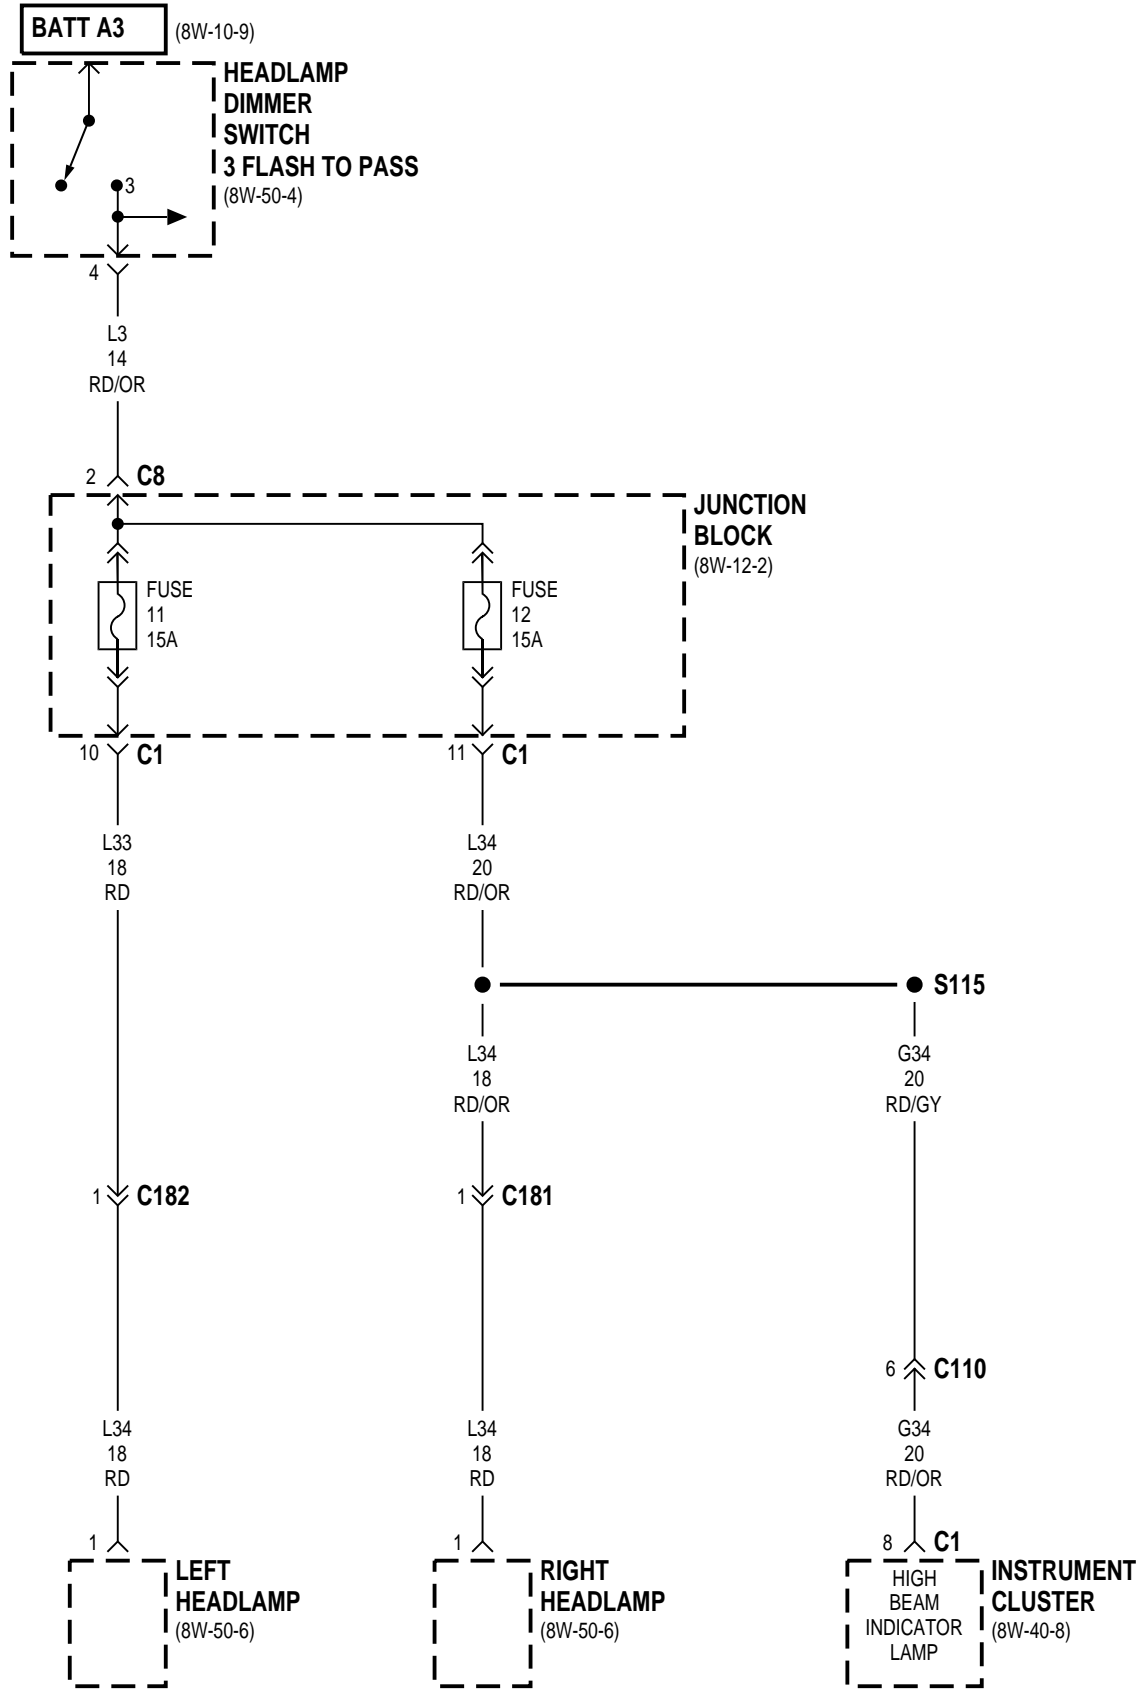 BATT A3
(8W-10-9)
HEADLAMP
DIMMER
SWITCH
3 FLASH TO PASS
(8W-50-4)
3
4
L3
14
RD/OR
2
C8
JUNCTION
BLOCK
(8W-12-2)
FUSE
11
15A
FUSE
12
15A
10
C1
11
C1
L33
18
RD
L34
20
RD/OR
S115
L34
18
RD/OR
G34
20
RD/GY
1
C182
1
C181
6
C110
L34
18
RD
L34
18
RD
G34
20
RD/OR
1
1
8
C1
LEFT
HEADLAMP
(8W-50-6)
RIGHT
HEADLAMP
(8W-50-6)
HIGH
BEAM
INDICATOR
LAMP
INSTRUMENT
CLUSTER
(8W-40-8)